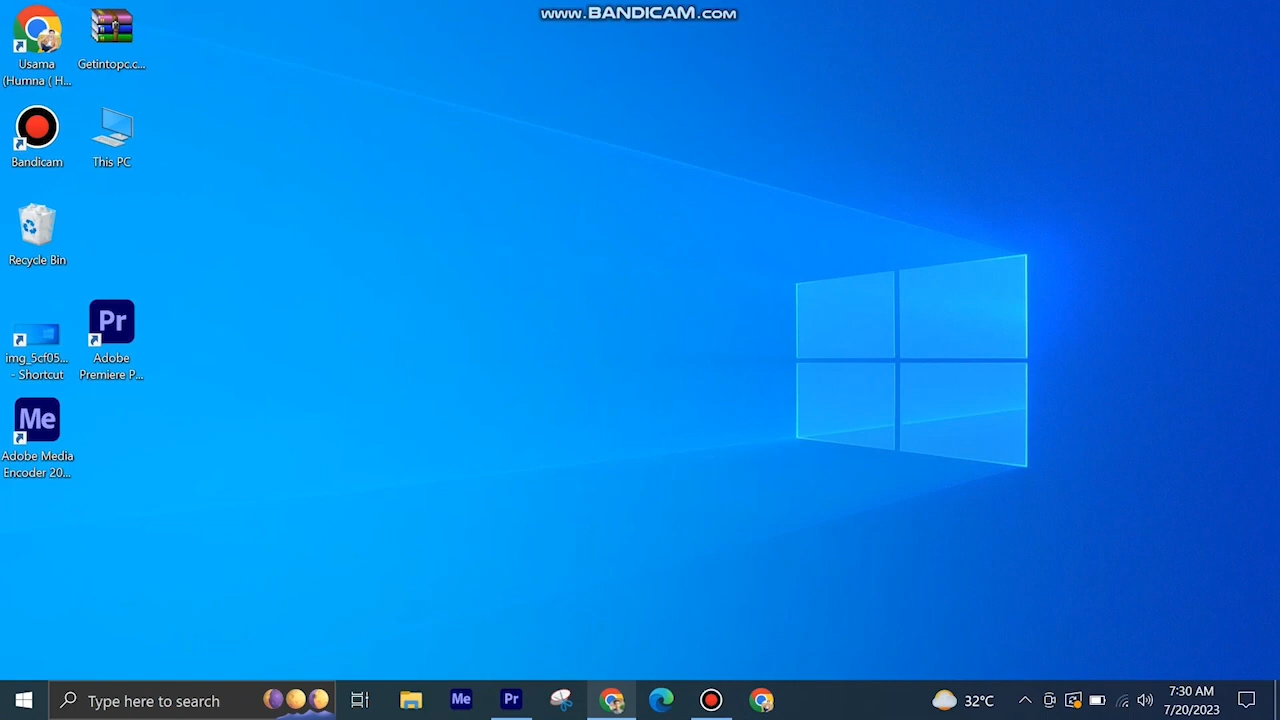 www.BANDICAM.com
Usama
(Humna ( H...
Getintopc.c...
Bandicam
This PC
Recycle Bin
img_5cf05...
- Shortcut
Pr
Adobe
Premiere P...
Me
Adobe Media
Encoder 20...
Type here to search
Me
Pr
32°C
7:30 AM
7/20/2023